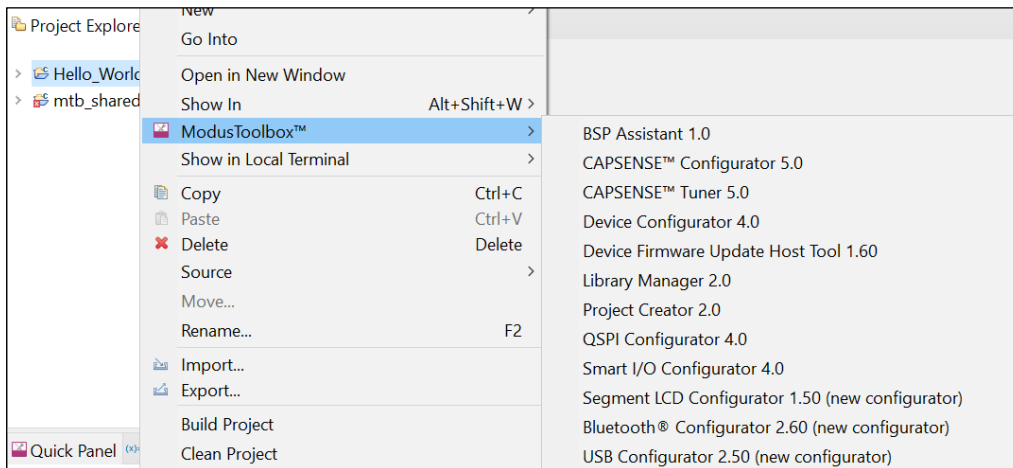 Project Explore
Hello_World
mtb_shared
New
Go Into
Open in New Window
Show In Alt+Shift+W >
ModusToolbox™ >
Show in Local Terminal >
Copy Ctrl+C
Paste Ctrl+V
Delete Delete
Source >
Move...
Rename... F2
Import...
Export...
Build Project
Clean Project
BSP Assistant 1.0
CAPSENSE™ Configurator 5.0
CAPSENSE™ Tuner 5.0
Device Configurator 4.0
Device Firmware Update Host Tool 1.60
Library Manager 2.0
Project Creator 2.0
QSPI Configurator 4.0
Smart I/O Configurator 4.0
Segment LCD Configurator 1.50 (new configurator)
Bluetooth® Configurator 2.60 (new configurator)
USB Configurator 2.50 (new configurator)
Quick Panel (x)=